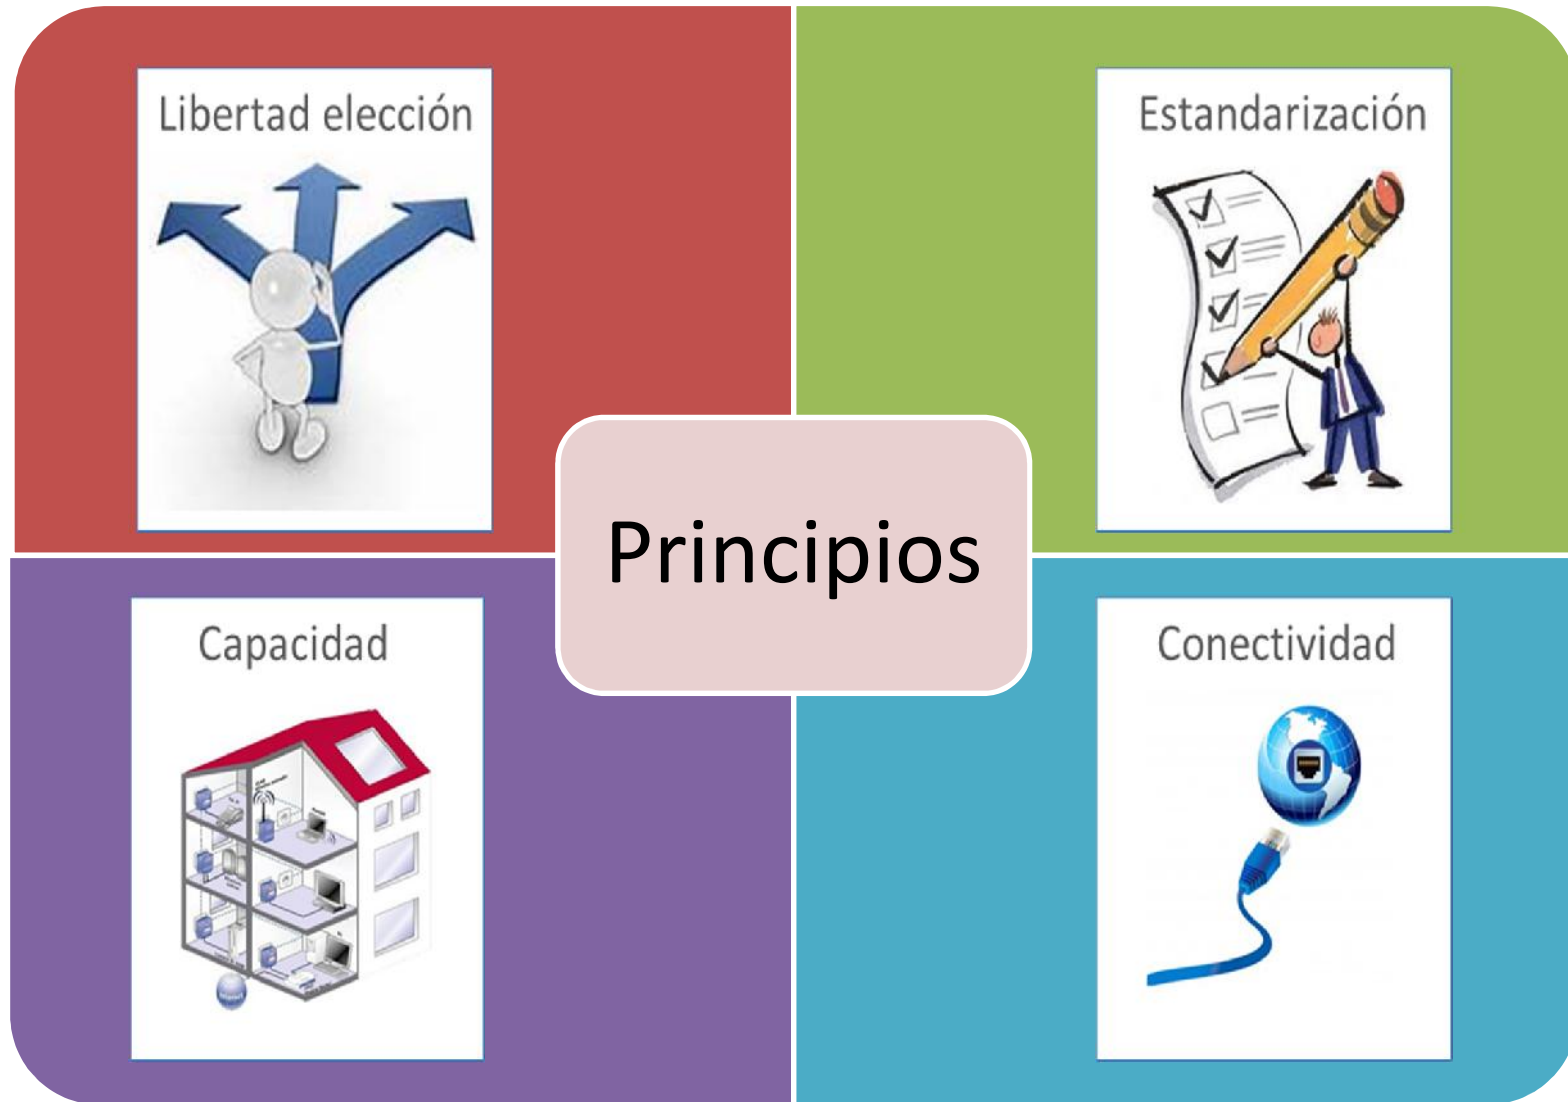 Libertad elección
Estandarización
Principios
Capacidad
Conectividad